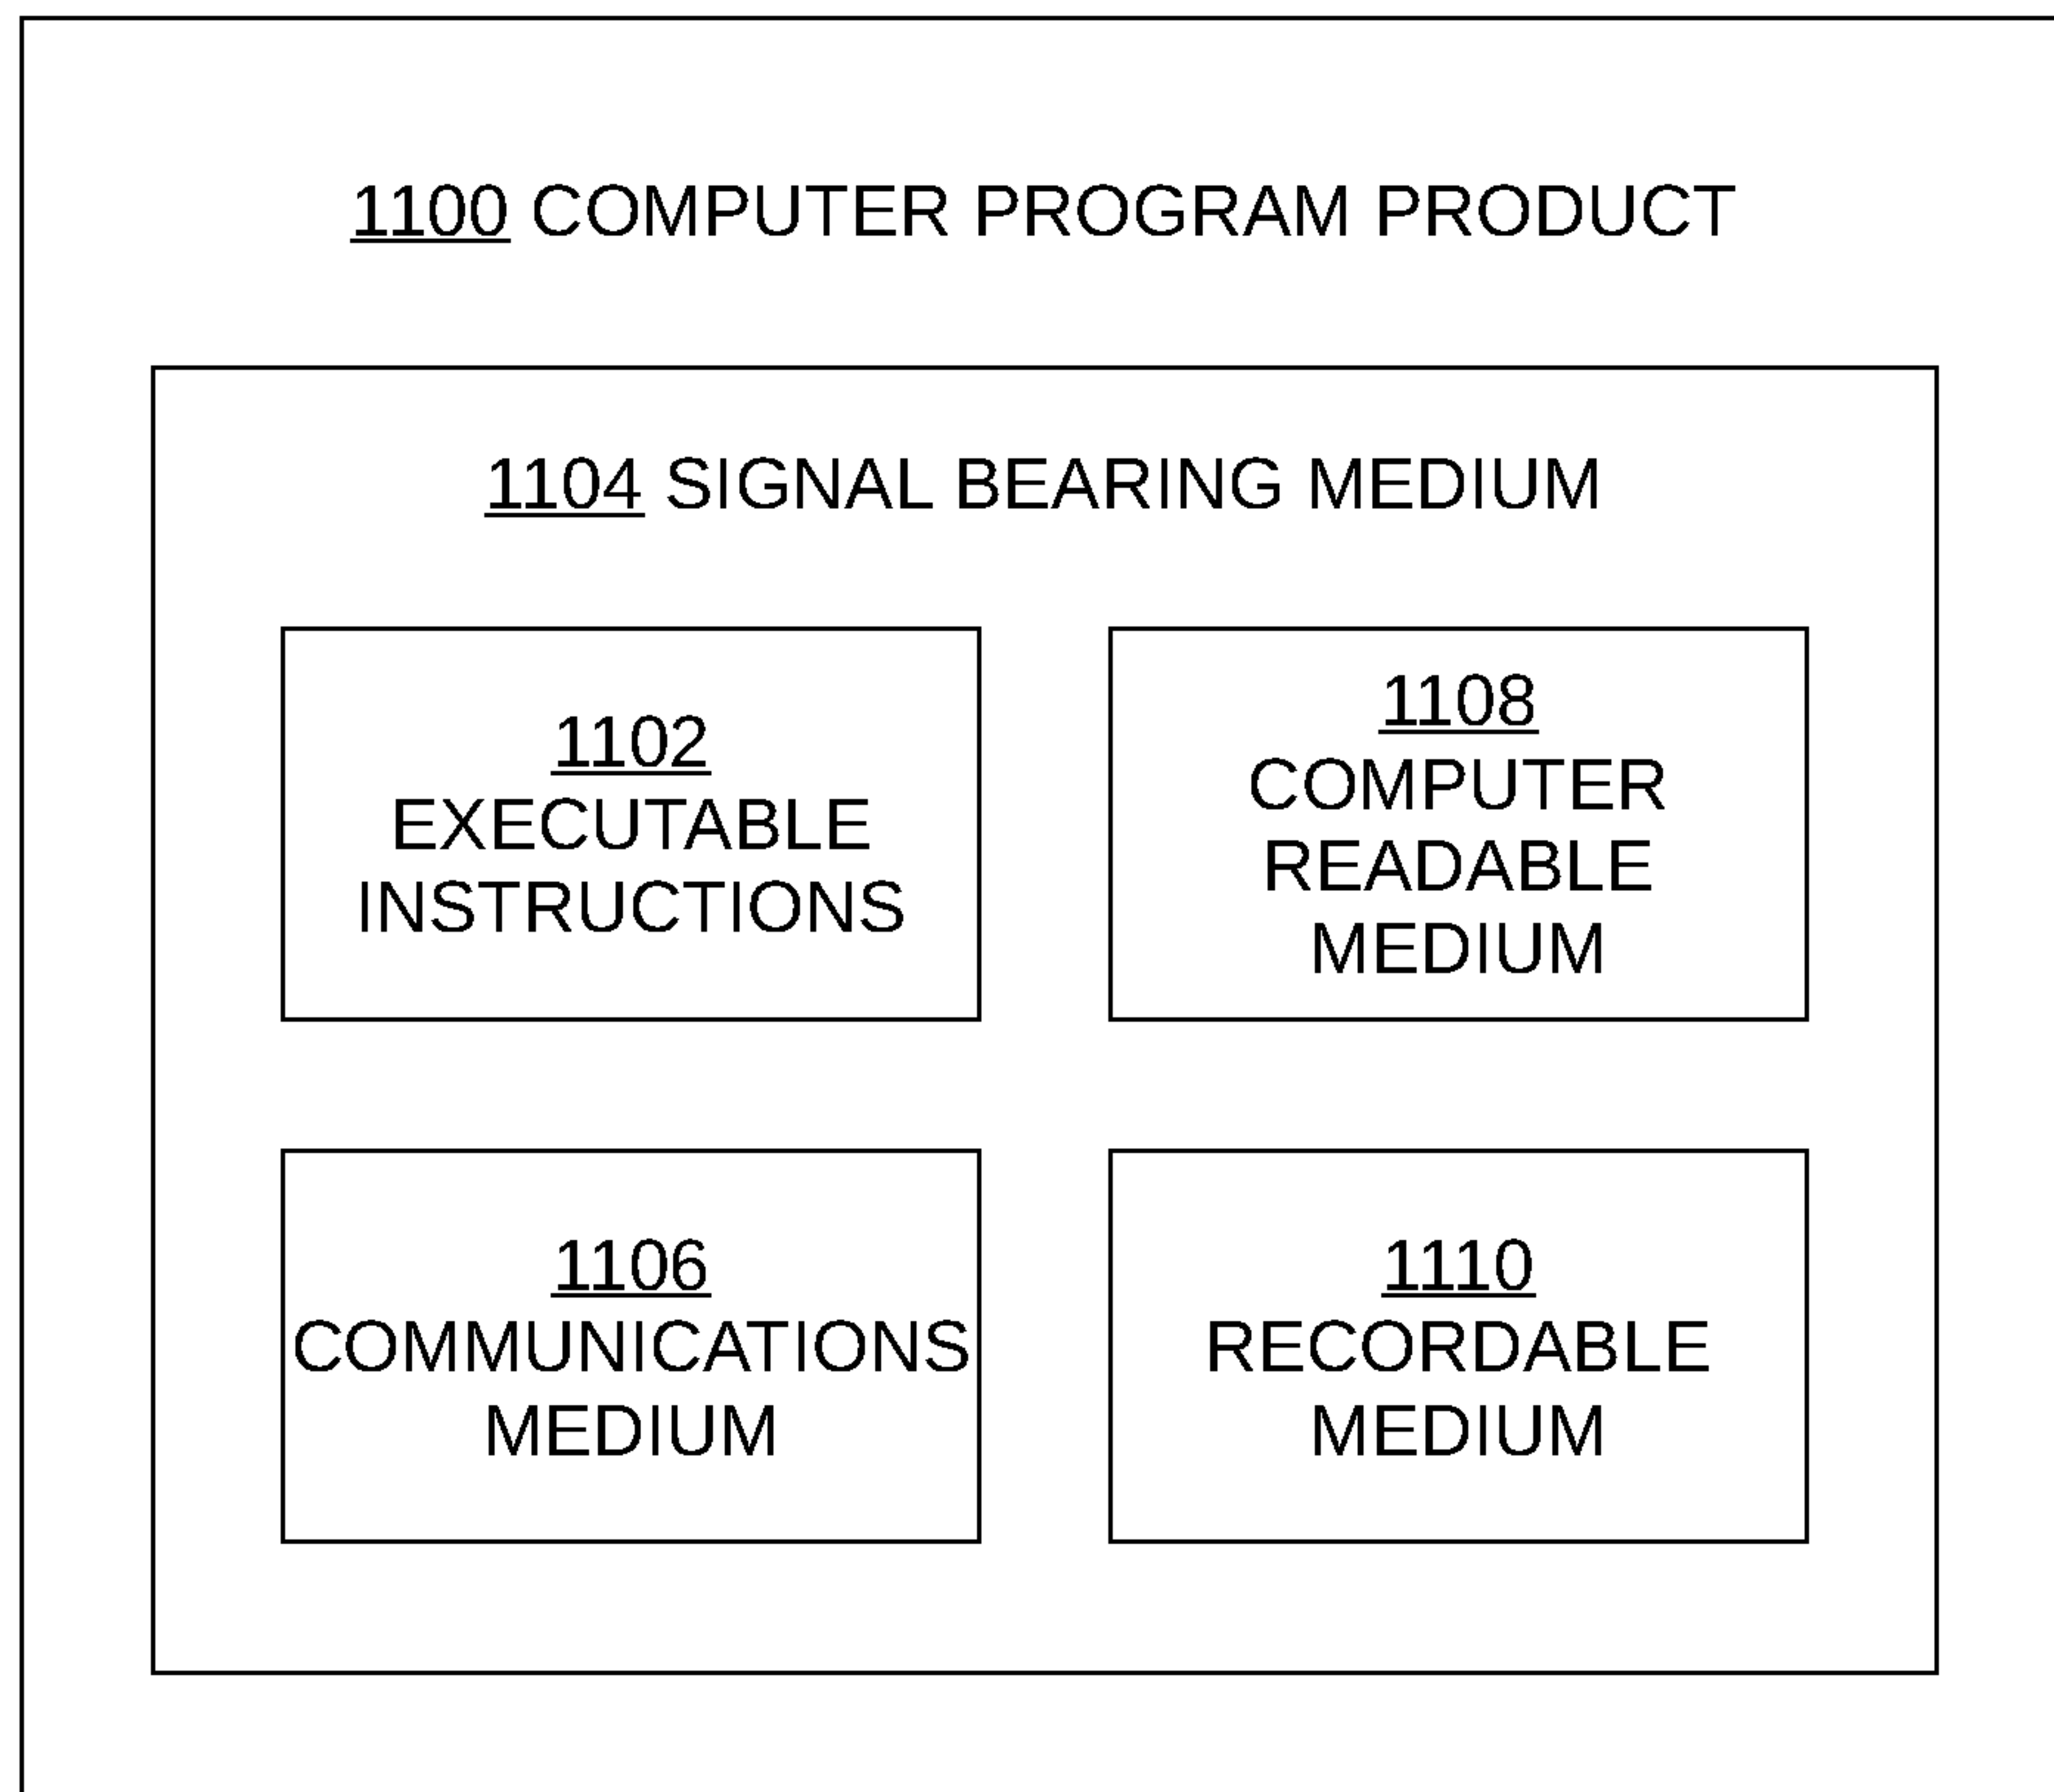 1100 COMPUTER PROGRAM PRODUCT
1104 SIGNAL BEARING MEDIUM
1102
EXECUTABLE
INSTRUCTIONS
1108
COMPUTER
READABLE
MEDIUM
1106
COMMUNICATIONS
MEDIUM
1110
RECORDABLE
MEDIUM